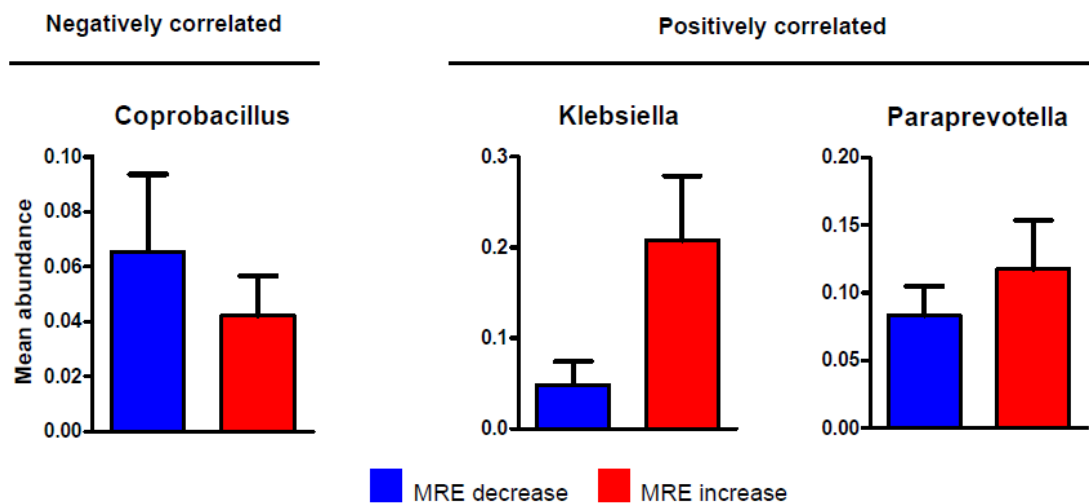 Negatively correlated
Positively correlated
Coprobacillus
Klebsiella
Paraprevotella
Mean abundance
0.10
0.08
0.06
0.04
0.02
0.00
0.3
0.2
0.1
0.0
0.20
0.15
0.10
0.05
0.00
MRE decrease
MRE increase